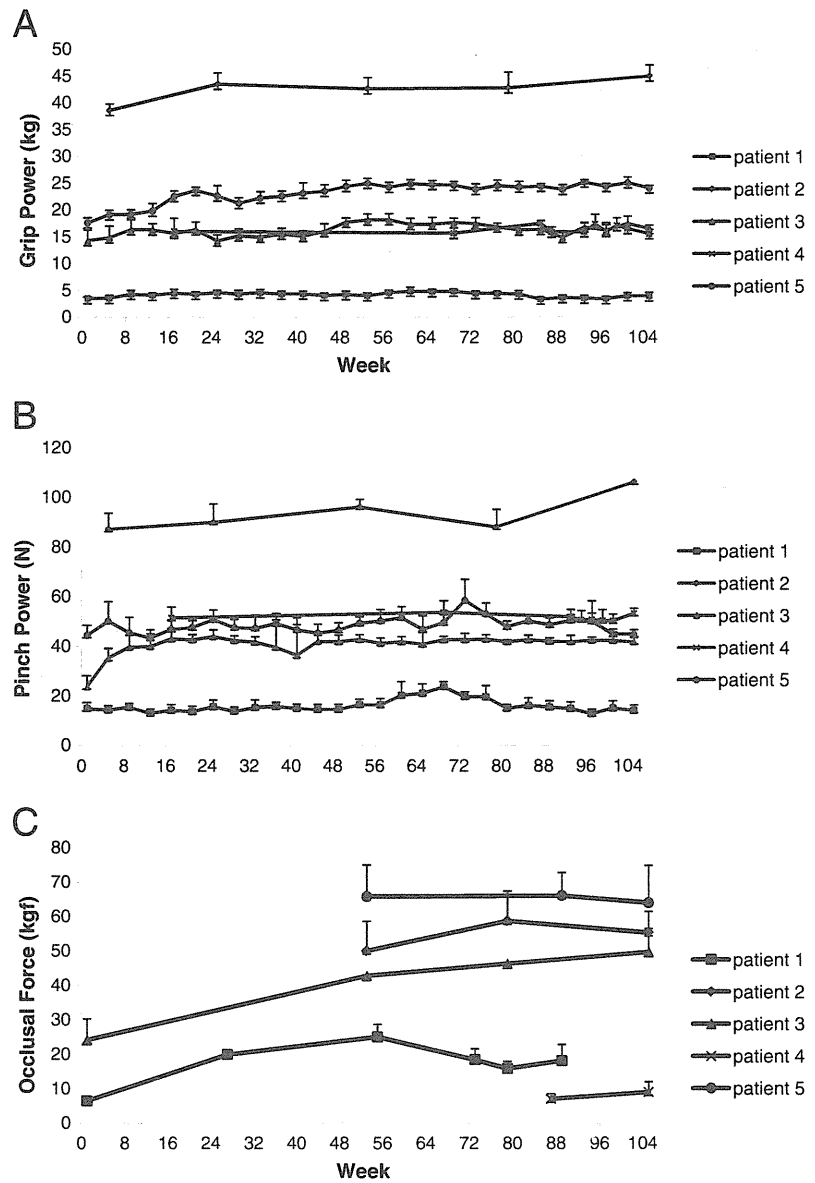 A
50
45
40
35
30
25
20
15
10
5
0
Grip Power (kg)
0 8 16 24 32 40 48 56 64 72 80 88 96 104
Week
patient 1
patient 2
patient 3
patient 4
patient 5
B
120
100
80
60
40
20
0
Pinch Power (N)
0 8 16 24 32 40 48 56 64 72 80 88 96 104
patient 1
patient 2
patient 3
patient 4
patient 5
C
80
70
60
50
40
30
20
10
0
Occlusal Force (kgf)
0 8 16 24 32 40 48 56 64 72 80 88 96 104
Week
patient 1
patient 2
patient 3
patient 4
patient 5